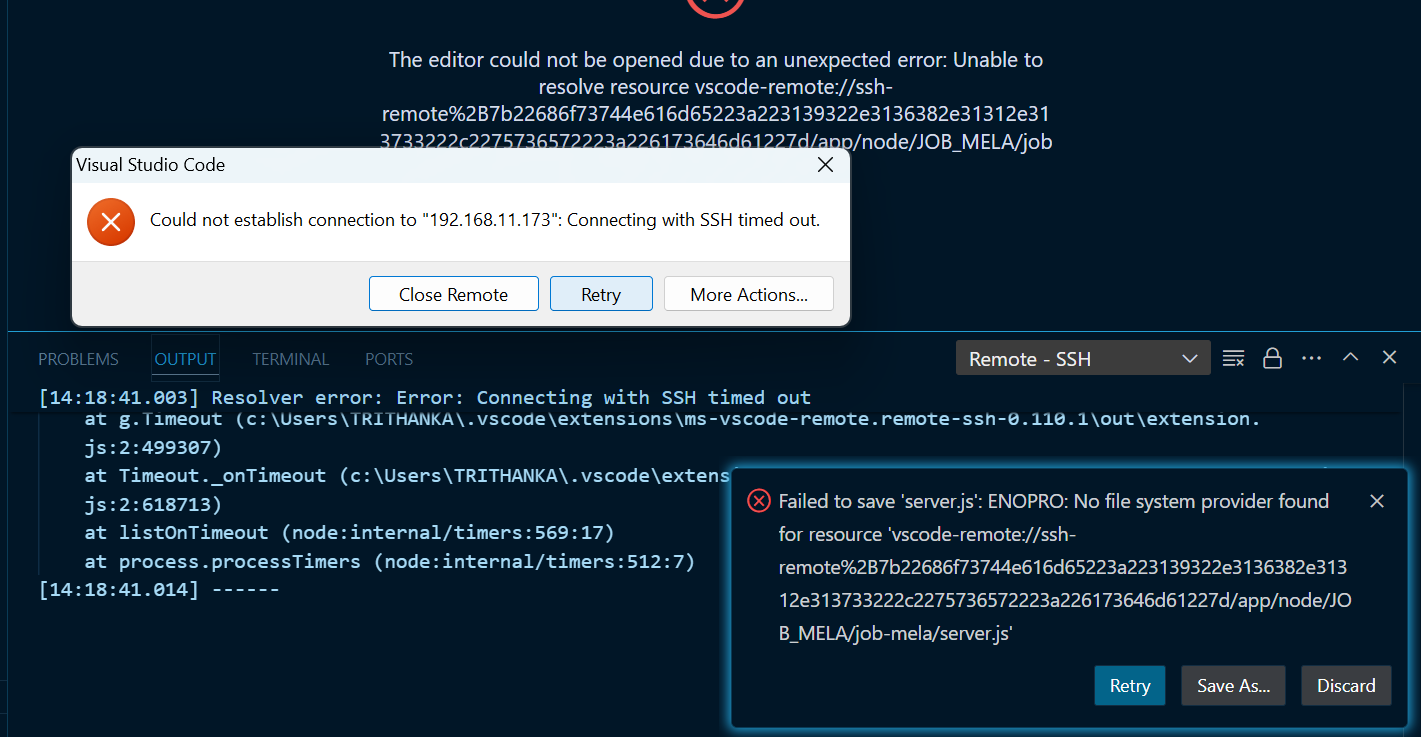 The editor could not be opened due to an unexpected error: Unable to
resolve resource vscode-remote://ssh-
remote%2B7b22686f73744e616d65223a223139322e3136382e31312e31
3733222c2275736572223a226173646d61227d/app/node/JOB_MELA/job
Visual Studio Code
Could not establish connection to "192.168.11.173": Connecting with SSH timed out.
Close Remote
Retry
More Actions...
PROBLEMS
OUTPUT
TERMINAL
PORTS
Remote - SSH
[14:18:41.003] Resolver error: Error: Connecting with SSH timed out
at g.Timeout (c:\Users\TRITHANKA\.vscode\extensions\ms-vscode-remote.remote-ssh-0.110.1\out\extension.
js:2:499307)
at Timeout._onTimeout (c:\Users\TRITHANKA\.vscode\extens
js:2:618713)
at listOnTimeout (node:internal/timers:569:17)
at process.processTimers (node:internal/timers:512:7)
[14:18:41.014] ------
Failed to save 'server.js': ENOPRO: No file system provider found
for resource 'vscode-remote://ssh-
remote%2B7b22686f73744e616d65223a223139322e3136382e313
12e313733222c2275736572223a226173646d61227d/app/node/JO
B_MELA/job-mela/server.js'
Retry
Save As...
Discard